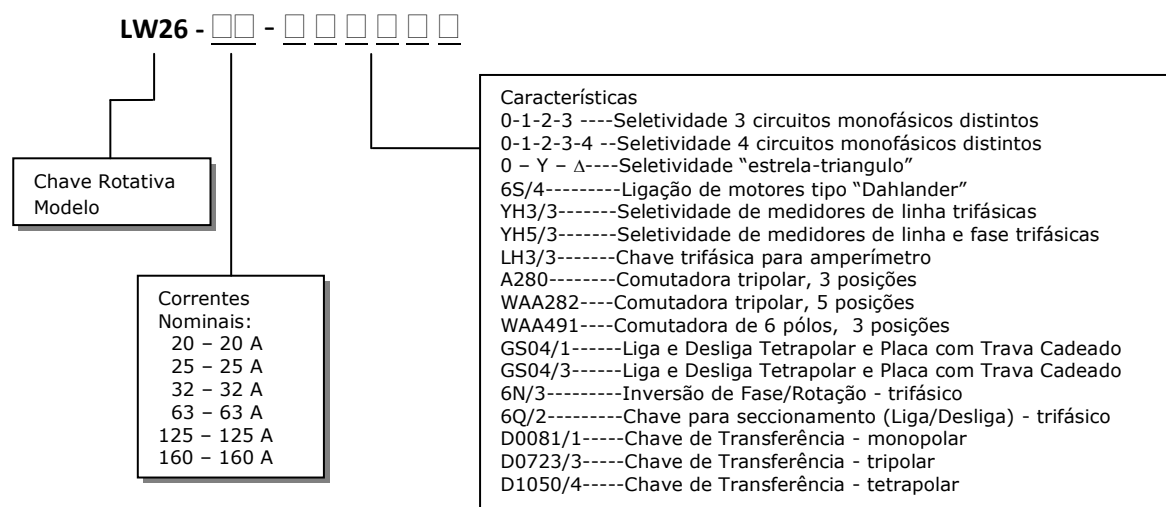 LW26 - □□ - □ □ □ □ □ □
Chave Rotativa
Modelo
Correntes
Nominais:
20 – 20 A
25 – 25 A
32 – 32 A
63 – 63 A
125 – 125 A
160 – 160 A
Características
0-1-2-3 ----Seletividade 3 circuitos monofásicos distintos
0-1-2-3-4 --Seletividade 4 circuitos monofásicos distintos
0 – Y – Δ----Seletividade “estrela-triangulo”
6S/4---------Ligação de motores tipo “Dahlander”
YH3/3-------Seletividade de medidores de linha trifásicas
YH5/3-------Seletividade de medidores de linha e fase trifásicas
LH3/3-------Chave trifásica para amperímetro
A280--------Comutadora tripolar, 3 posições
WAA282----Comutadora tripolar, 5 posições
WAA491----Comutadora de 6 pólos,  3 posições
GS04/1------Liga e Desliga Tetrapolar e Placa com Trava Cadeado
GS04/3------Liga e Desliga Tetrapolar e Placa com Trava Cadeado
6N/3---------Inversão de Fase/Rotação - trifásico
6Q/2---------Chave para seccionamento (Liga/Desliga) - trifásico
D0081/1-----Chave de Transferência - monopolar
D0723/3-----Chave de Transferência - tripolar
D1050/4-----Chave de Transferência - tetrapolar